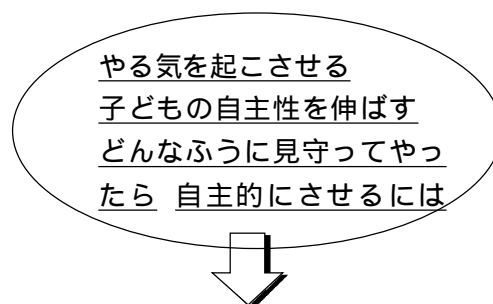 やる気を起こさせる
子どもの自主性を伸ばす
どんなふうに見守ってやっ
たら 自主的にさせるには